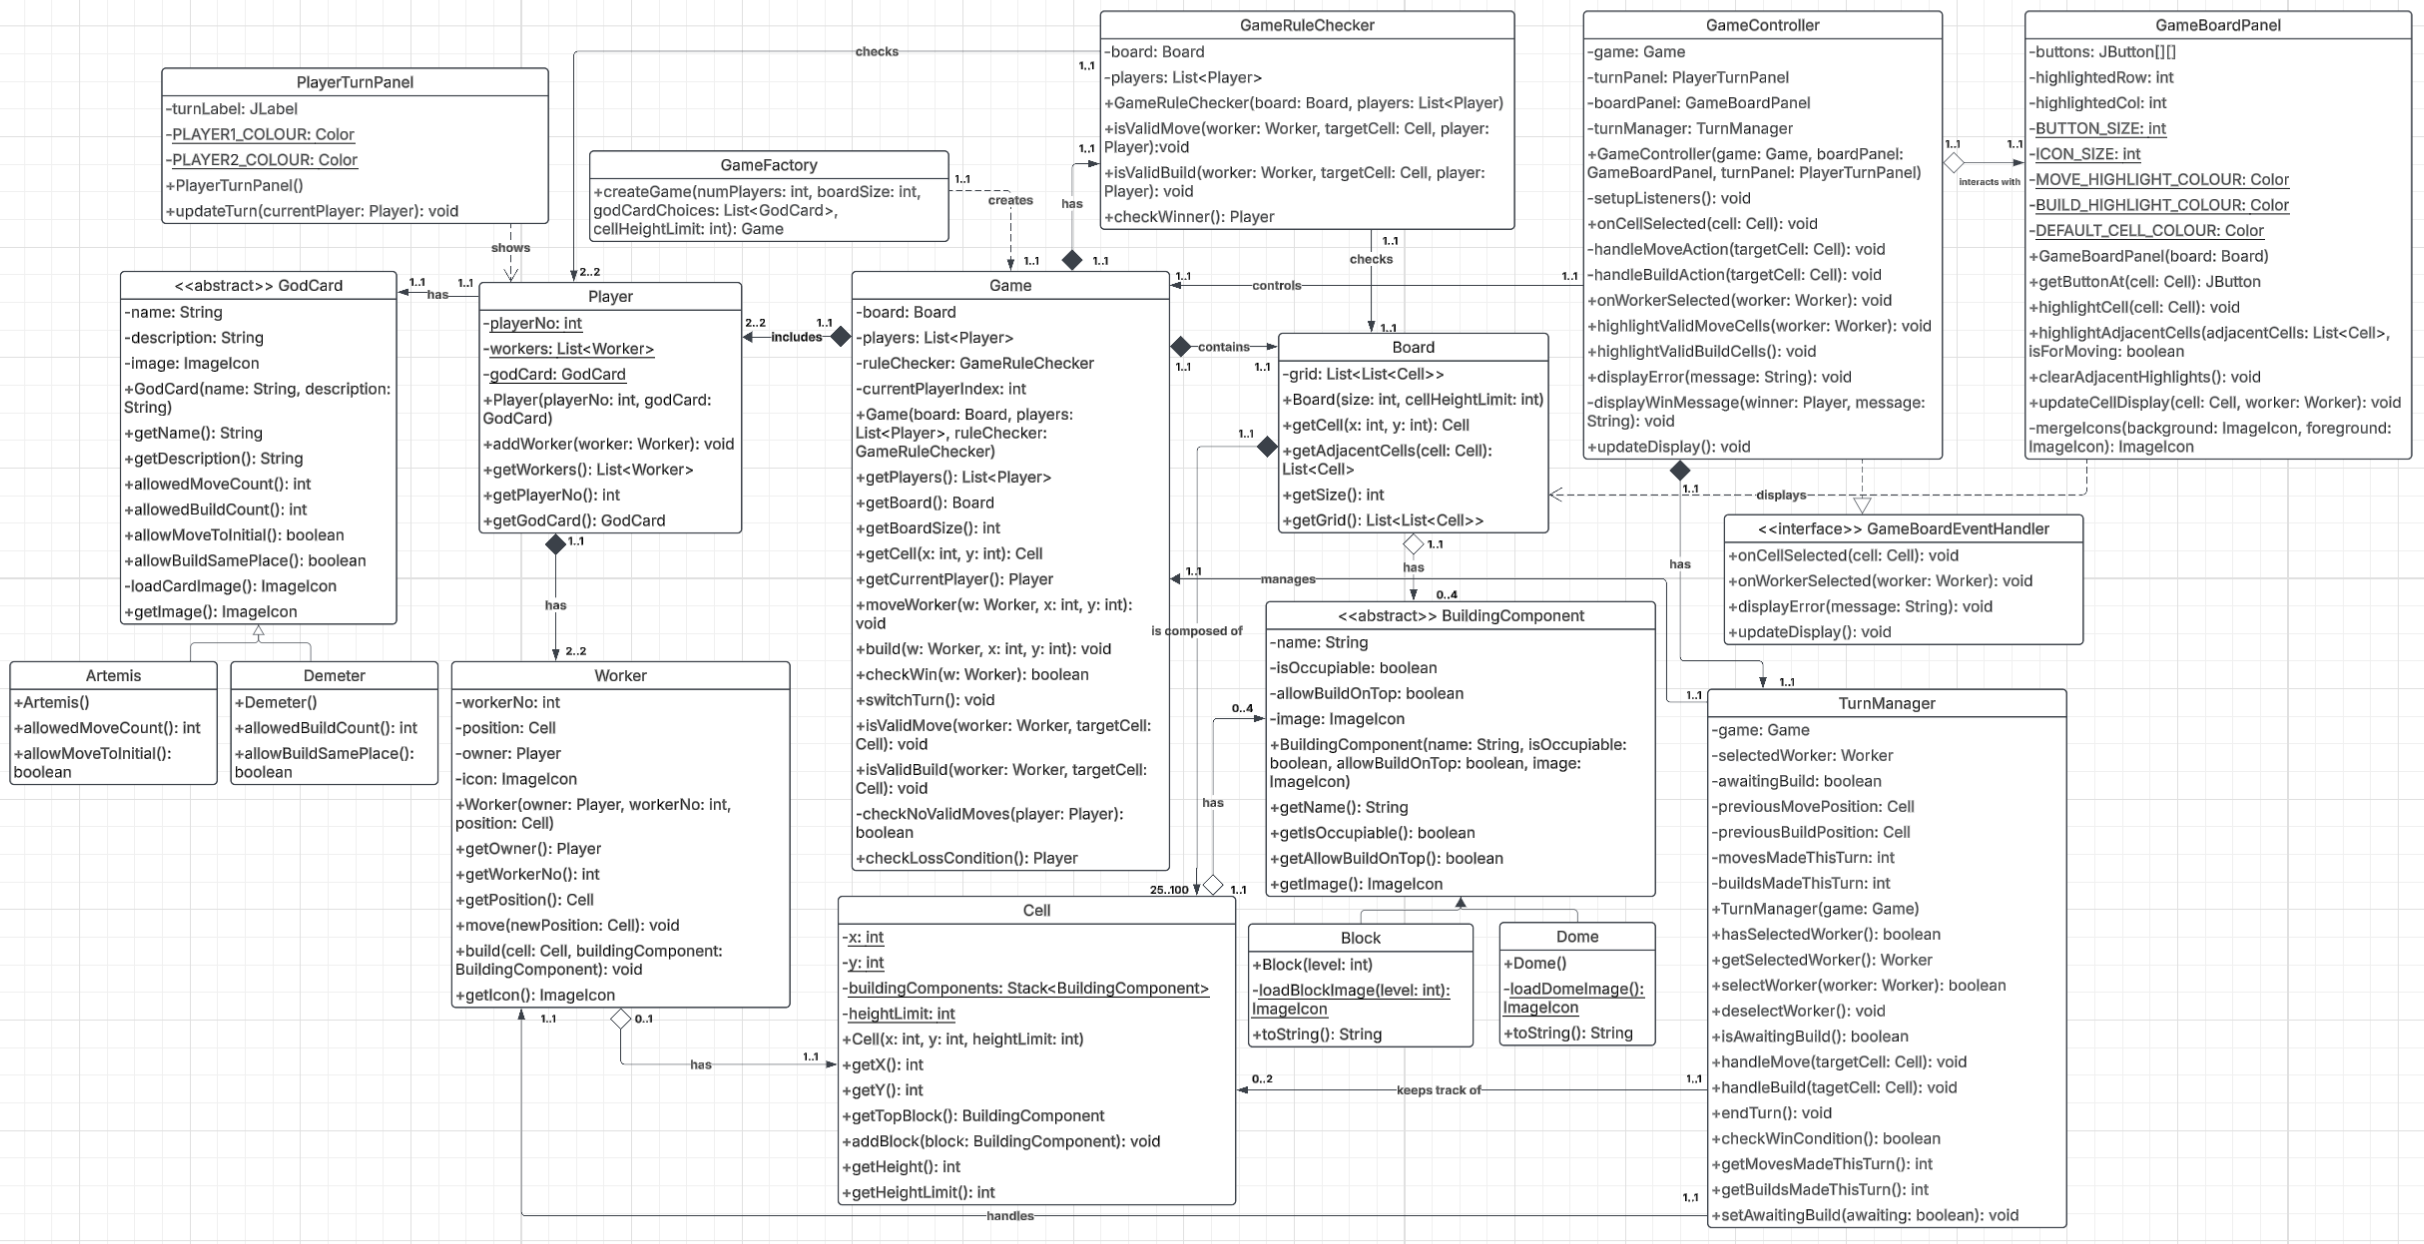 PlayerTurnPanel
-turnLabel: JLabel
-PLAYER1_COLOUR: Color
-PLAYER2_COLOUR: Color
+PlayerTurnPanel()
+updateTurn(currentPlayer: Player): void
shows
checks
1..1
2..2
GameFactory
+createGame(numPlayers: int, boardSize: int,
godCardChoices: List<GodCard>,
cellHeightLimit: int): Game
1..1
creates
1..1
GameRuleChecker
-board: Board
-players: List<Player>
+GameRuleChecker(board: Board, players: List<Player)
+isValidMove(worker: Worker, targetCell: Cell, player:
Player):void
+isValidBuild(worker: Worker, targetCell: Cell, player:
Player): void
+checkWinner(): Player
1..1
has
1..1
1..1
checks
1..1
GameController
-game: Game
-turnPanel: PlayerTurnPanel
-boardPanel: GameBoardPanel
-turnManager: TurnManager
+GameController(game: Game, boardPanel:
GameBoardPanel, turnPanel: PlayerTurnPanel)
-setupListeners(): void
+onCellSelected(cell: Cell): void
-handleMoveAction(targetCell: Cell): void
-handleBuildAction(targetCell: Cell): void
+onWorkerSelected(worker: Worker): void
+highlightValidMoveCells(worker: Worker): void
+highlightValidBuildCells(): void
+displayError(message: String): void
-displayWinMessage(winner: Player, message:
String): void
+updateDisplay(): void
1..1
1..1
interacts with
GameBoardPanel
-buttons: JButton[][]
-highlightedRow: int
-highlightedCol: int
-BUTTON_SIZE: int
-ICON_SIZE: int
-MOVE_HIGHLIGHT_COLOUR: Color
-BUILD_HIGHLIGHT_COLOUR: Color
-DEFAULT_CELL_COLOUR: Color
+GameBoardPanel(board: Board)
+getButtonAt(cell: Cell): JButton
+highlightCell(cell: Cell): void
+highlightAdjacentCells(adjacentCells: List<Cell>,
isForMoving: boolean
+clearAdjacentHighlights(): void
+updateCellDisplay(cell: Cell, worker: Worker): void
-mergeIcons(background: ImageIcon, foreground:
ImageIcon): ImageIcon
<<abstract>> GodCard
-name: String
-description: String
-image: ImageIcon
+GodCard(name: String, description:
String)
+getName(): String
+getDescription(): String
+allowedMoveCount(): int
+allowedBuildCount(): int
+allowMoveToInitial(): boolean
+allowBuildSamePlace(): boolean
-loadCardImage(): ImageIcon
+getImage(): ImageIcon
1..1
has
1..1
Player
-playerNo: int
-workers: List<Worker>
-godCard: GodCard
+Player(playerNo: int, godCard:
GodCard)
+addWorker(worker: Worker): void
+getWorkers(): List<Worker>
+getPlayerNo(): int
+getGodCard(): GodCard
2..2
includes
1..1
Game
-board: Board
-players: List<Player>
-ruleChecker: GameRuleChecker
-currentPlayerIndex: int
+Game(board: Board, players:
List<Player>, ruleChecker:
GameRuleChecker)
+getPlayers(): List<Player>
+getBoard(): Board
+getBoardSize(): int
+getCell(x: int, y: int): Cell
+getCurrentPlayer(): Player
+moveWorker(w: Worker, x: int, y: int):
void
+build(w: Worker, x: int, y: int): void
+checkWin(w: Worker): boolean
+switchTurn(): void
+isValidMove(worker: Worker, targetCell:
Cell): void
+isValidBuild(worker: Worker, targetCell:
Cell): void
-checkNoValidMoves(player: Player):
boolean
+checkLossCondition(): Player
1..1
controls
1..1
1..1
contains
1..1
Board
-grid: List<List<Cell>>
+Board(size: int, cellHeightLimit: int)
+getCell(x: int, y: int): Cell
+getAdjacentCells(cell: Cell):
List<Cell>
+getSize(): int
+getGrid(): List<List<Cell>>
1..1
is composed of
25..100
displays
1..1
has
0..4
1..1
manages
1..1
1..1
has
1..1
<<interface>> GameBoardEventHandler
+onCellSelected(cell: Cell): void
+onWorkerSelected(worker: Worker): void
+displayError(message: String): void
+updateDisplay(): void
<<abstract>> BuildingComponent
-name: String
-isOccupiable: boolean
-allowBuildOnTop: boolean
-image: ImageIcon
+BuildingComponent(name: String, isOccupiable:
boolean, allowBuildOnTop: boolean, image:
ImageIcon)
+getName(): String
+getIsOccupiable(): boolean
+getAllowBuildOnTop(): boolean
+getImage(): ImageIcon
0..4
has
1..1
1..1
has
2..2
Artemis
+Artemis()
+allowedMoveCount(): int
+allowMoveToInitial():
boolean
Demeter
+Demeter()
+allowedBuildCount(): int
+allowBuildSamePlace():
boolean
Worker
-workerNo: int
-position: Cell
-owner: Player
-icon: ImageIcon
+Worker(owner: Player, workerNo: int,
position: Cell)
+getOwner(): Player
+getWorkerNo(): int
+getPosition(): Cell
+move(newPosition: Cell): void
+build(cell: Cell, buildingComponent:
BuildingComponent): void
+getIcon(): ImageIcon
1..1
0..1
has
1..1
Cell
-x: int
-y: int
-buildingComponents: Stack<BuildingComponent>
-heightLimit: int
+Cell(x: int, y: int, heightLimit: int)
+getX(): int
+getY(): int
+getTopBlock(): BuildingComponent
+addBlock(block: BuildingComponent): void
+getHeight(): int
+getHeightLimit(): int
Block
+Block(level: int)
-loadBlockImage(level: int):
ImageIcon
+toString(): String
Dome
+Dome()
-loadDomeImage():
ImageIcon
+toString(): String
0..2
keeps track of
1..1
handles
1..1
TurnManager
-game: Game
-selectedWorker: Worker
-awaitingBuild: boolean
-previousMovePosition: Cell
-previousBuildPosition: Cell
-movesMadeThisTurn: int
-buildsMadeThisTurn: int
+TurnManager(game: Game)
+hasSelectedWorker(): boolean
+getSelectedWorker(): Worker
+selectWorker(worker: Worker): boolean
+deselectWorker(): void
+isAwaitingBuild(): boolean
+handleMove(targetCell: Cell): void
+handleBuild(tagetCell: Cell): void
+endTurn(): void
+checkWinCondition(): boolean
+getMovesMadeThisTurn(): int
+getBuildsMadeThisTurn(): int
+setAwaitingBuild(awaiting: boolean): void